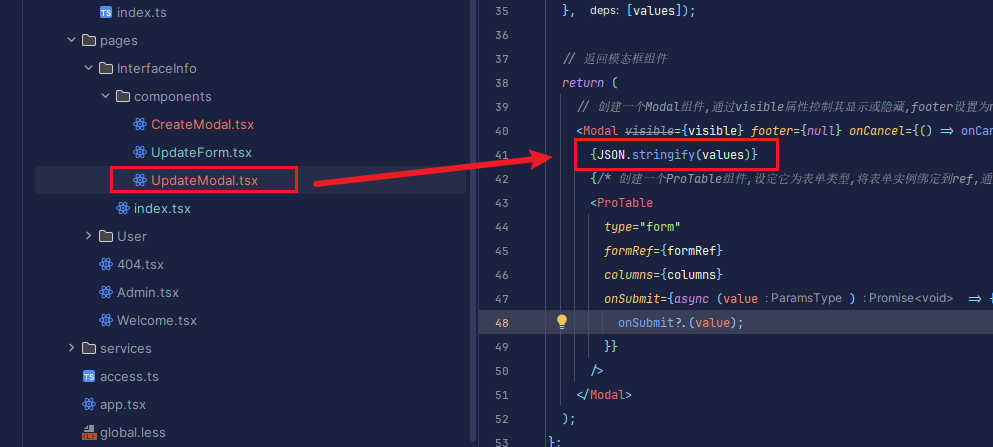 index.ts
pages
InterfaceInfo
components
CreateModal.tsx
UpdateForm.tsx
UpdateModal.tsx
index.tsx
User
404.tsx
Admin.tsx
Welcome.tsx
services
access.ts
app.tsx
global.less
35 }, deps: [values]);
36
37 // 返回模态框组件
38 return (
39 // 创建一个Modal组件,通过visible属性控制其显示或隐藏,footer设置为
40 <Modal visible={visible} footer={null} onCancel={() => onCan
41 {JSON.stringify(values)}
42 {/* 创建一个ProTable组件,设定它为表单类型,将表单实例绑定到ref,通
43 <ProTable
44 type="form"
45 formRef={formRef}
46 columns={columns}
47 onSubmit={async (value : ParamsType ) : Promise<void> => {
48 onSubmit?.(value);
49 }}
50 />
51 </Modal>
52 );
53 };